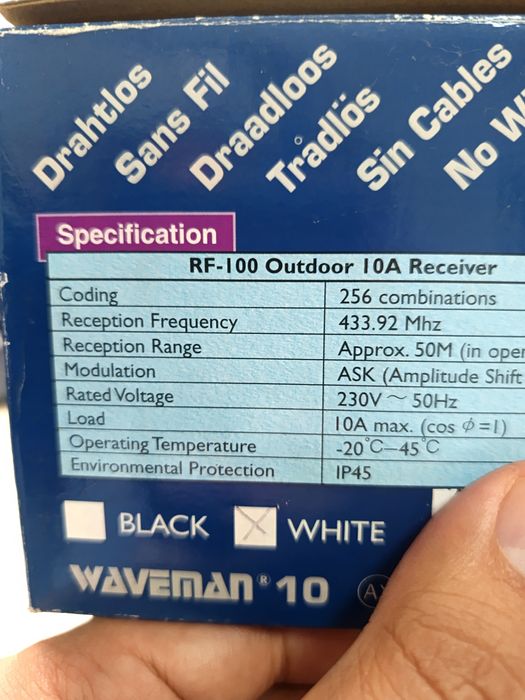 Drahtlos
Sans Fil
Draadloos
Trådlös
Sin Cables
No
Specification
RF-100 Outdoor 10A Receiver
Coding 256 combinations
Reception Frequency 433.92 Mhz
Reception Range Approx. 50M (in
Modulation ASK (Amplitude Shift
Rated Voltage 230V ~ 50Hz
Load 10A max. (cos ϕ=1)
Operating Temperature -20°C—45°C
Environmental Protection IP45
BLACK WHITE
WAVEMAN® 10